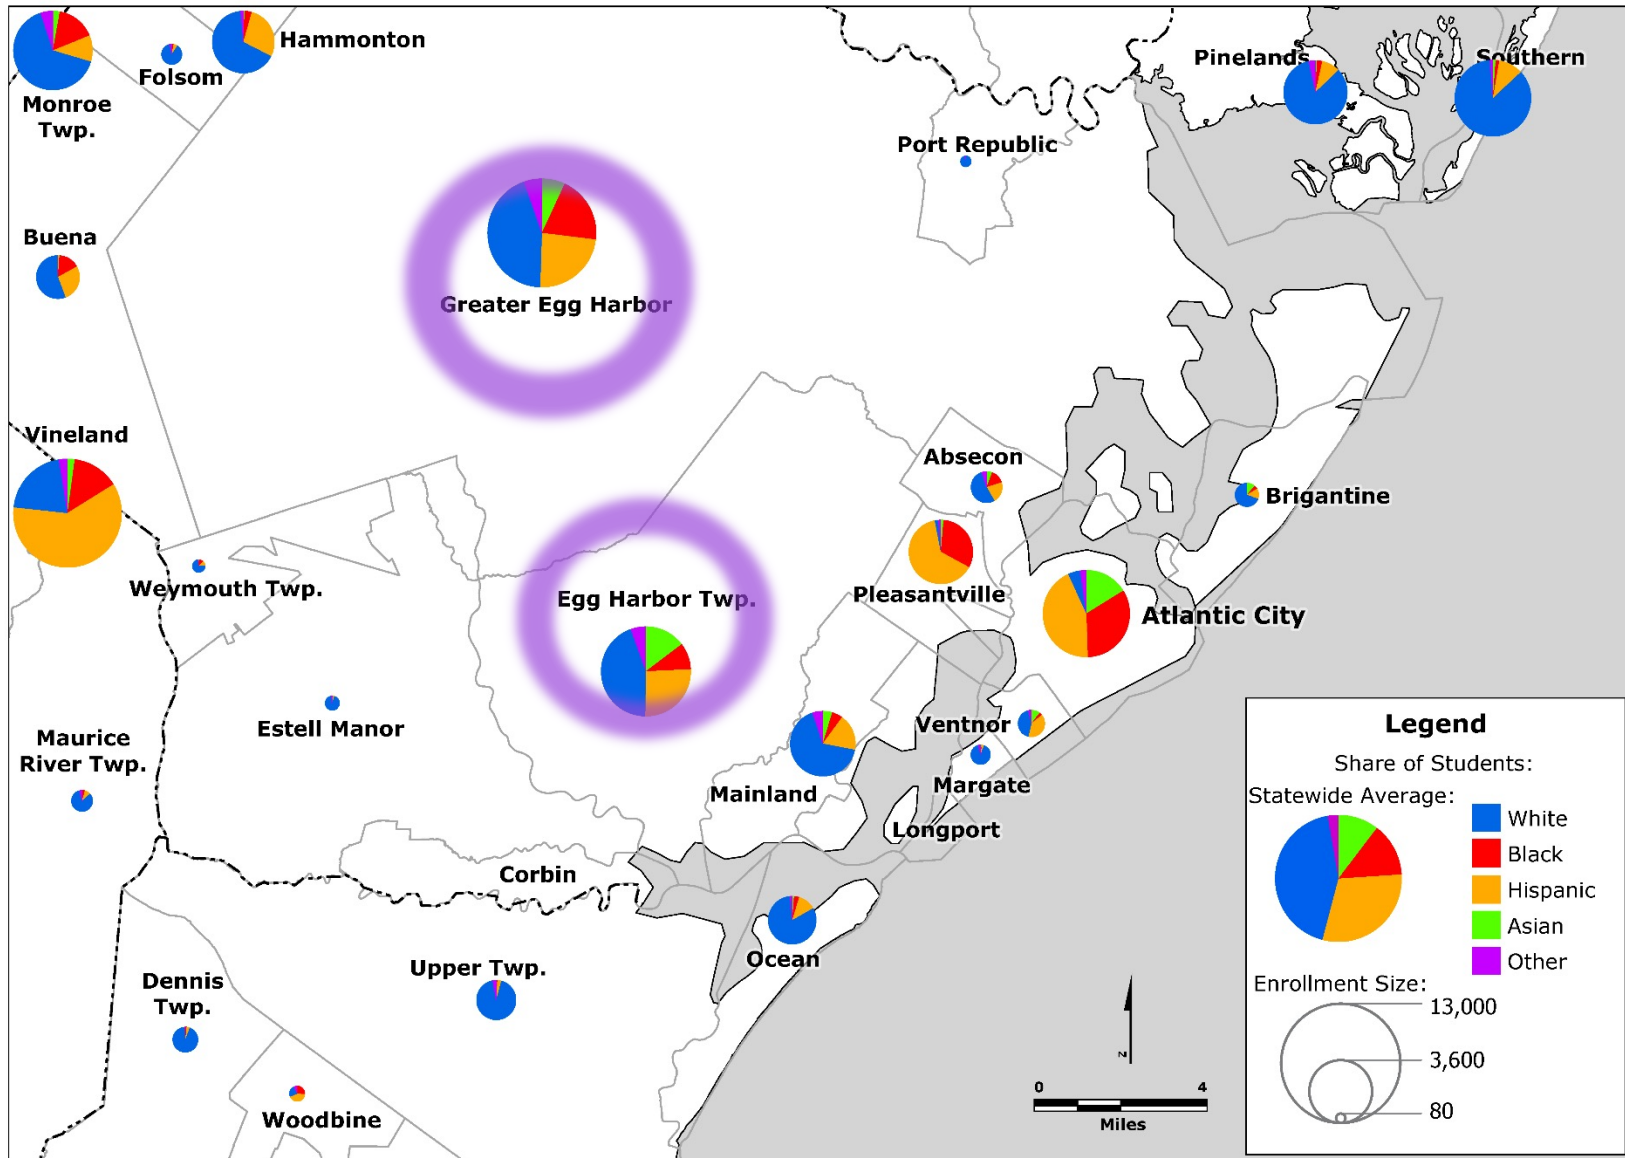 Hammonton
Folsom
Monroe
Twp.
Pinelands
Southern
Port Republic
Buena
Greater Egg Harbor
Vineland
Absecon
Brigantine
Weymouth Twp.
Egg Harbor Twp.
Pleasantville
Atlantic City
Estell Manor
Ventnor
Maurice
River Twp.
Mainland
Margate
Longport
Corbin
Ocean
Upper Twp.
Dennis
Twp.
Woodbine
z
0 4
Miles
Legend
Share of Students:
Statewide Average:
White
Black
Hispanic
Asian
Other
Enrollment Size:
13,000
3,600
80